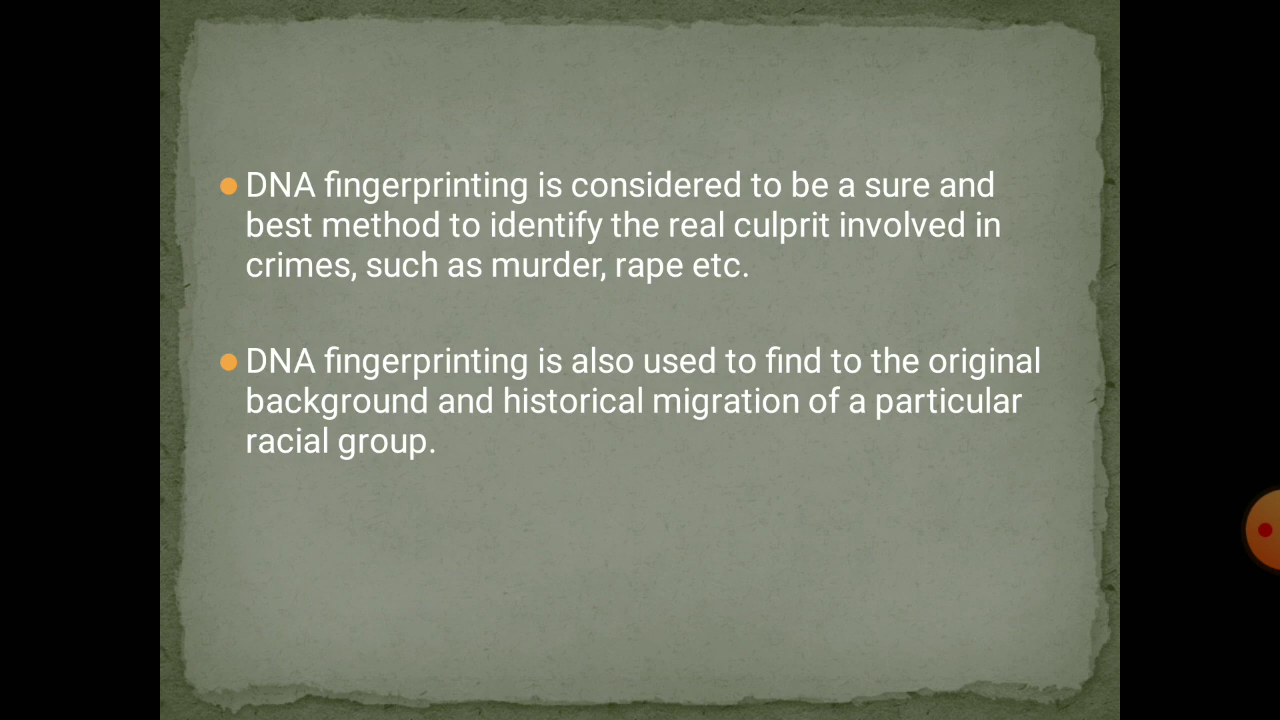 DNA fingerprinting is considered to be a sure and
best method to identify the real culprit involved in
crimes, such as murder, rape etc.
DNA fingerprinting is also used to find to the original
background and historical migration of a particular
racial group.